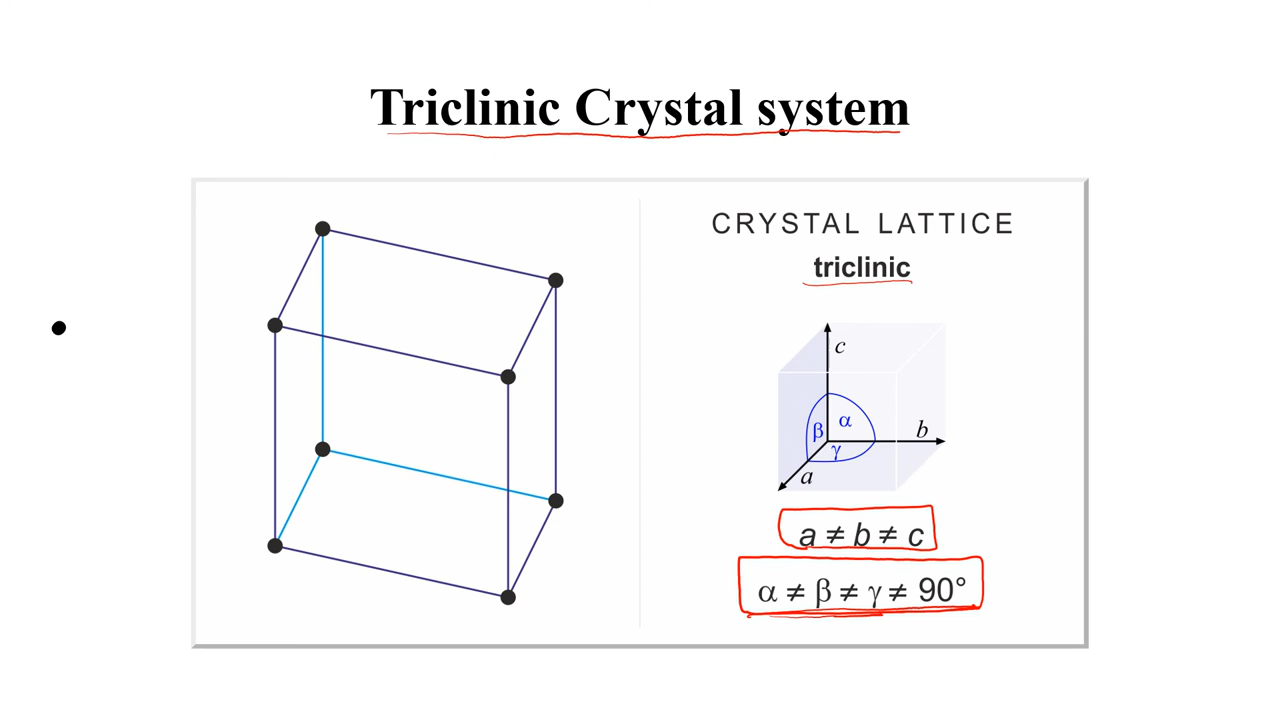 Triclinic Crystal system
CRYSTAL LATTICE
triclinic
c
β α
b
γ
a
a ≠ b ≠ c
α ≠ β ≠ γ ≠ 90°